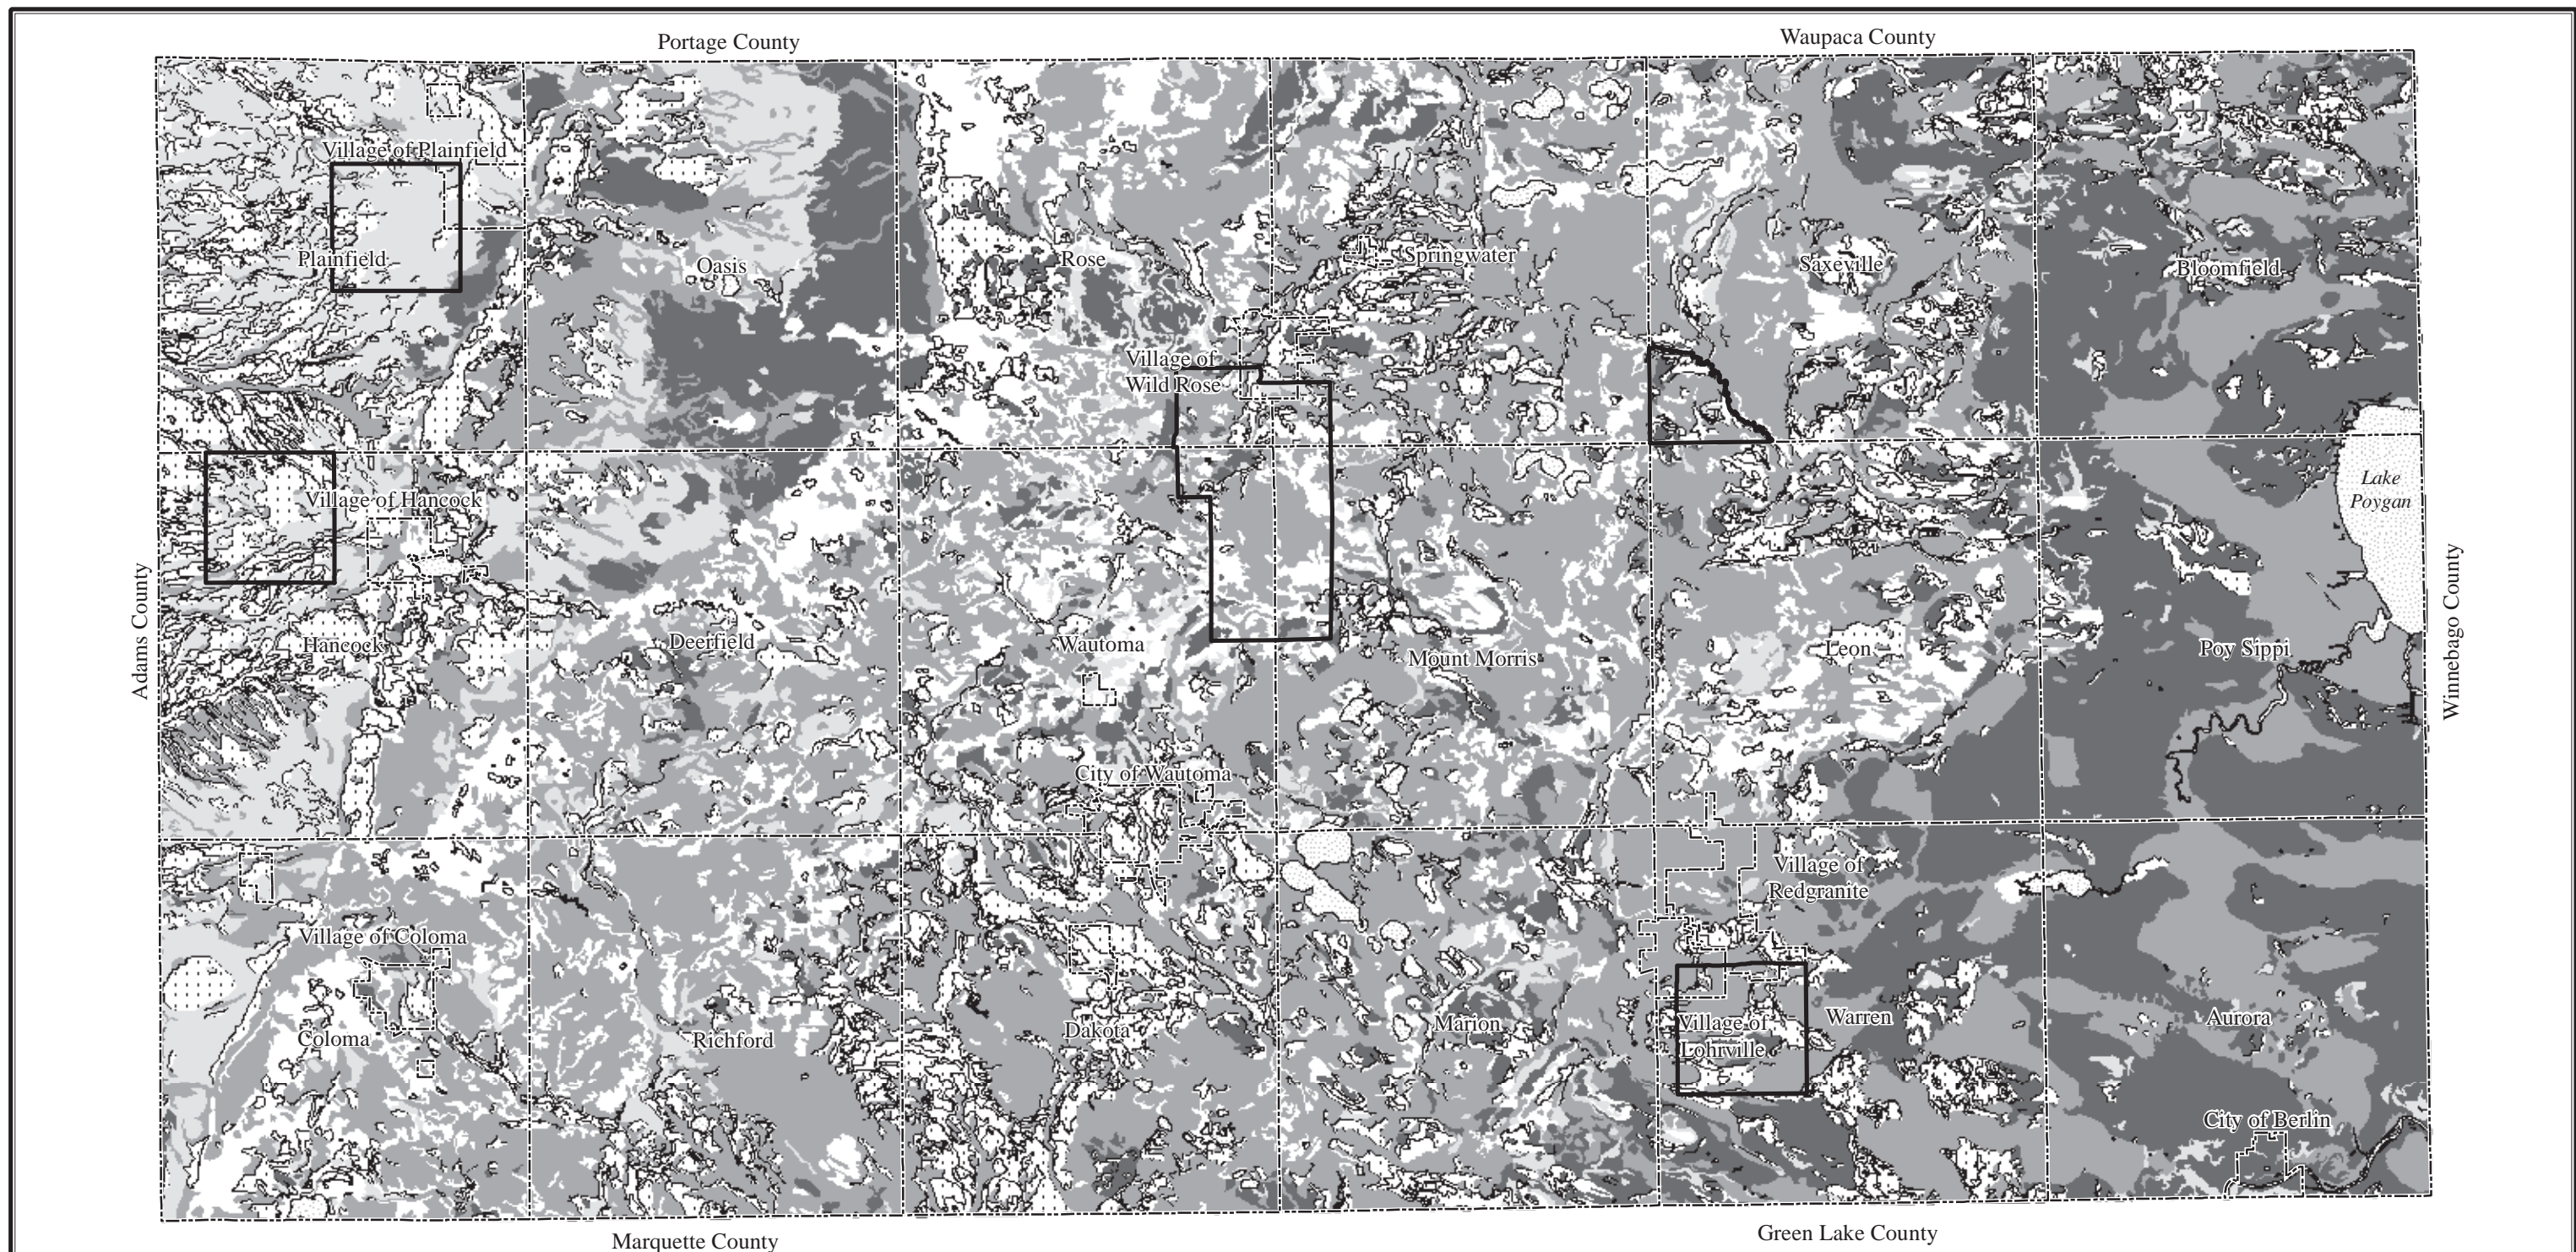 Portage County
Waupaca County
Village of Plainfield
Plainfield
Oasis
Rose
Springwater
Saxeville
Bloomfield
Village of
Wild Rose
Lake
Poygan
Village of Hancock
Adams County
Winnebago County
Hancock
Deerfield
Wautoma
Mount Morris
Leon
Poy Sippi
City of Wautoma
Village of
Redgranite
Village of Coloma
Coloma
Richford
Dakota
Marion
Village of
Lohrville
Warren
Aurora
City of Berlin
Marquette County
Green Lake County